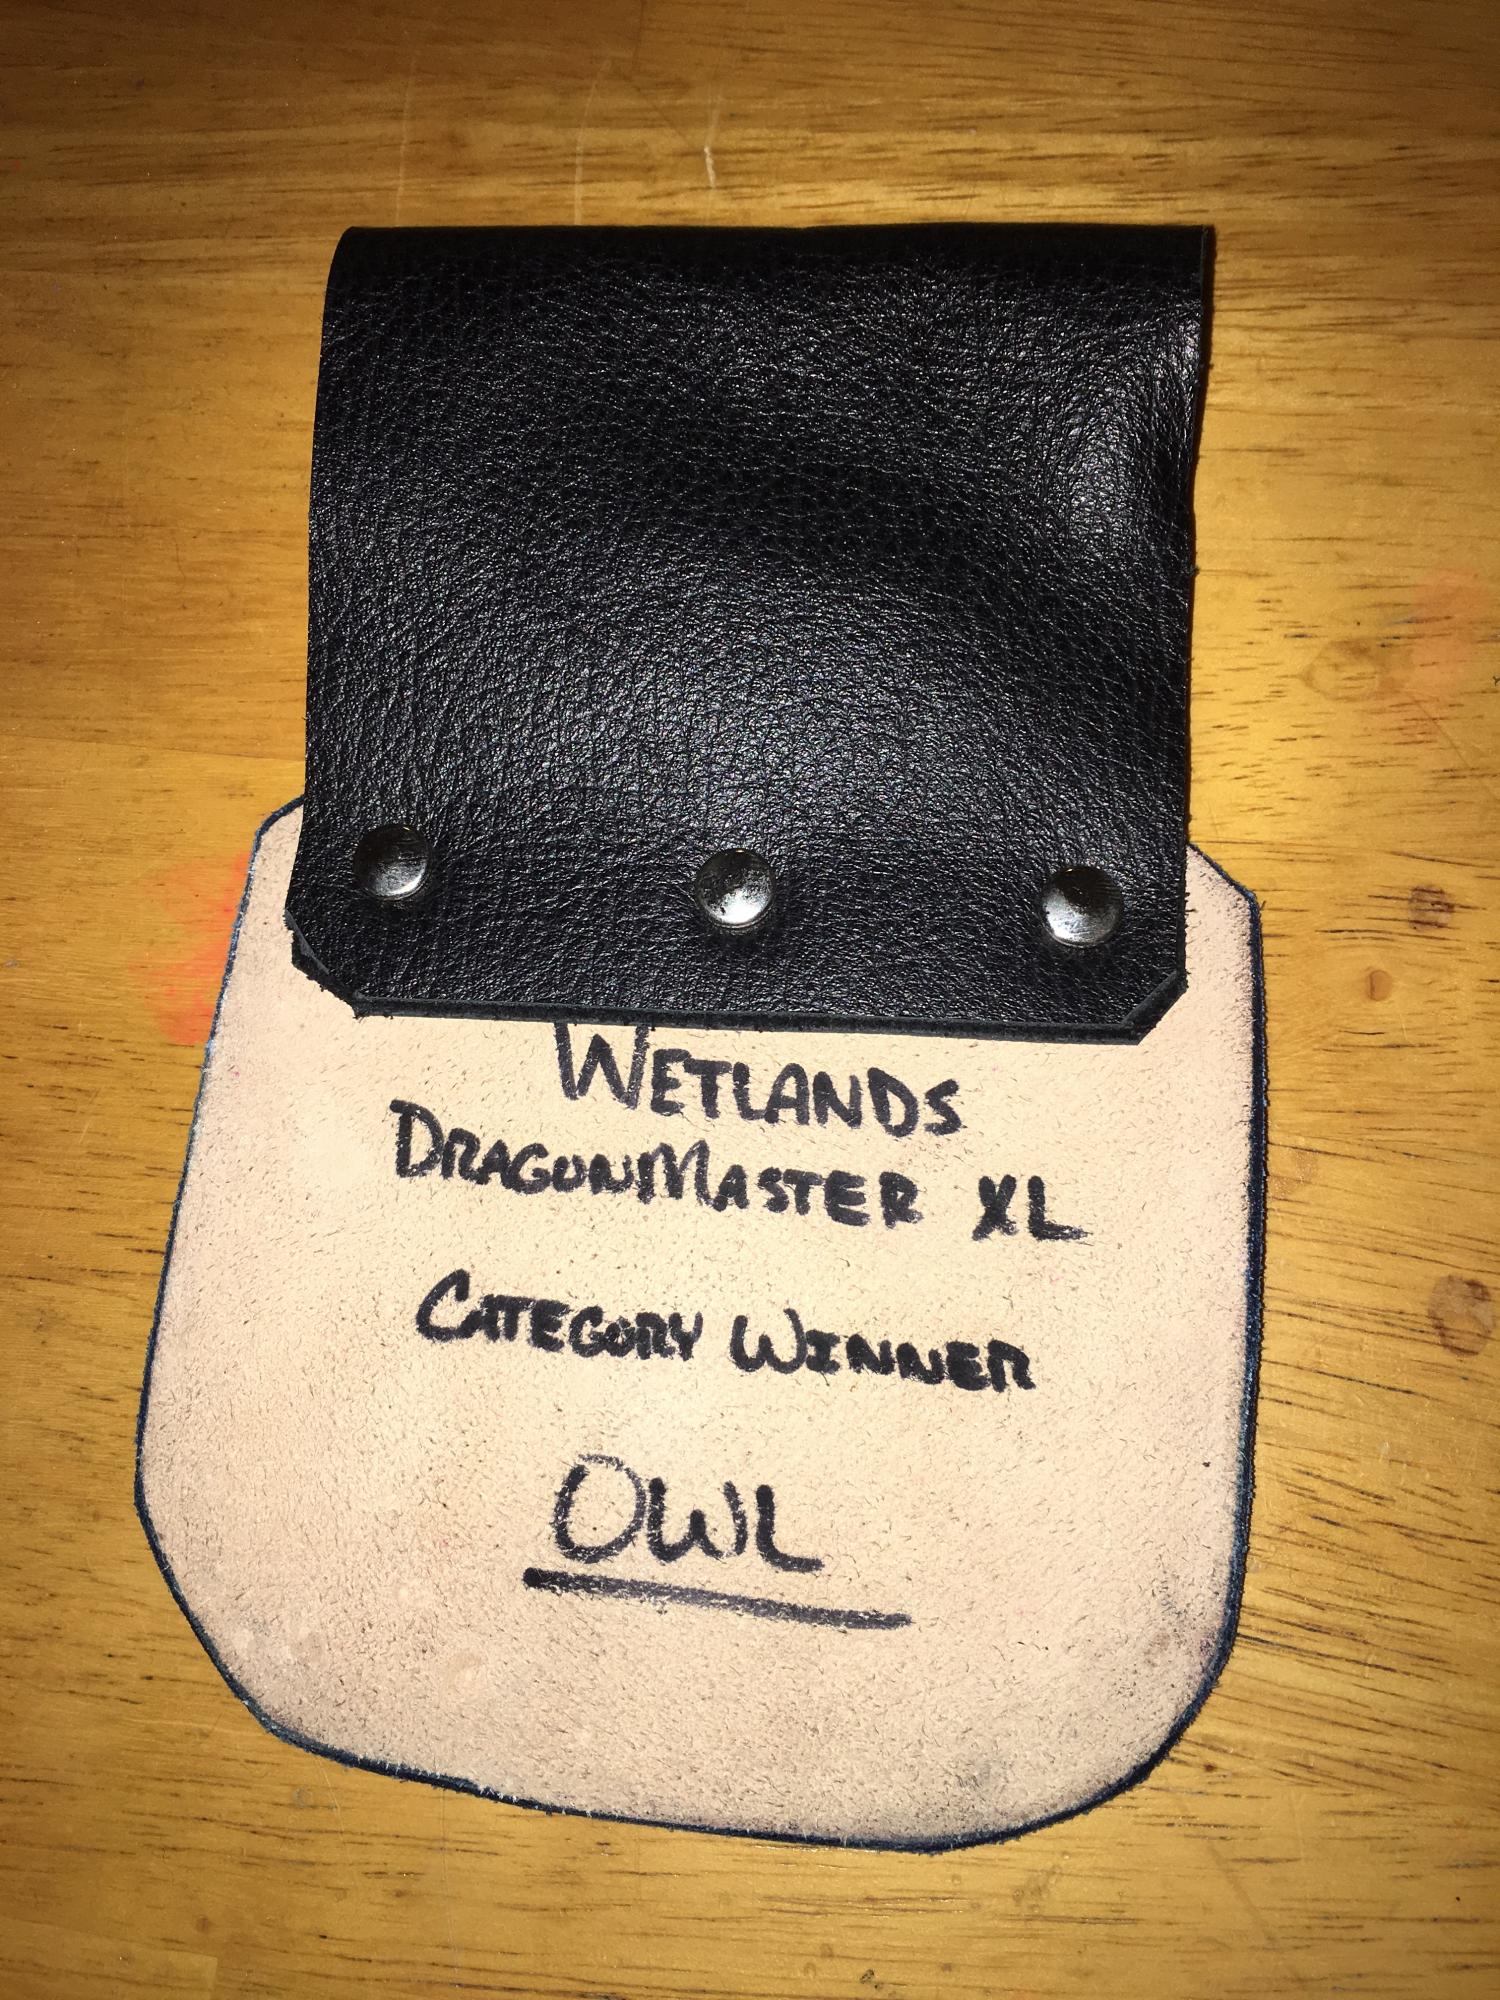 WETLANDS
DRAGONMASTER XL
CATEGORY WINNER
OWL